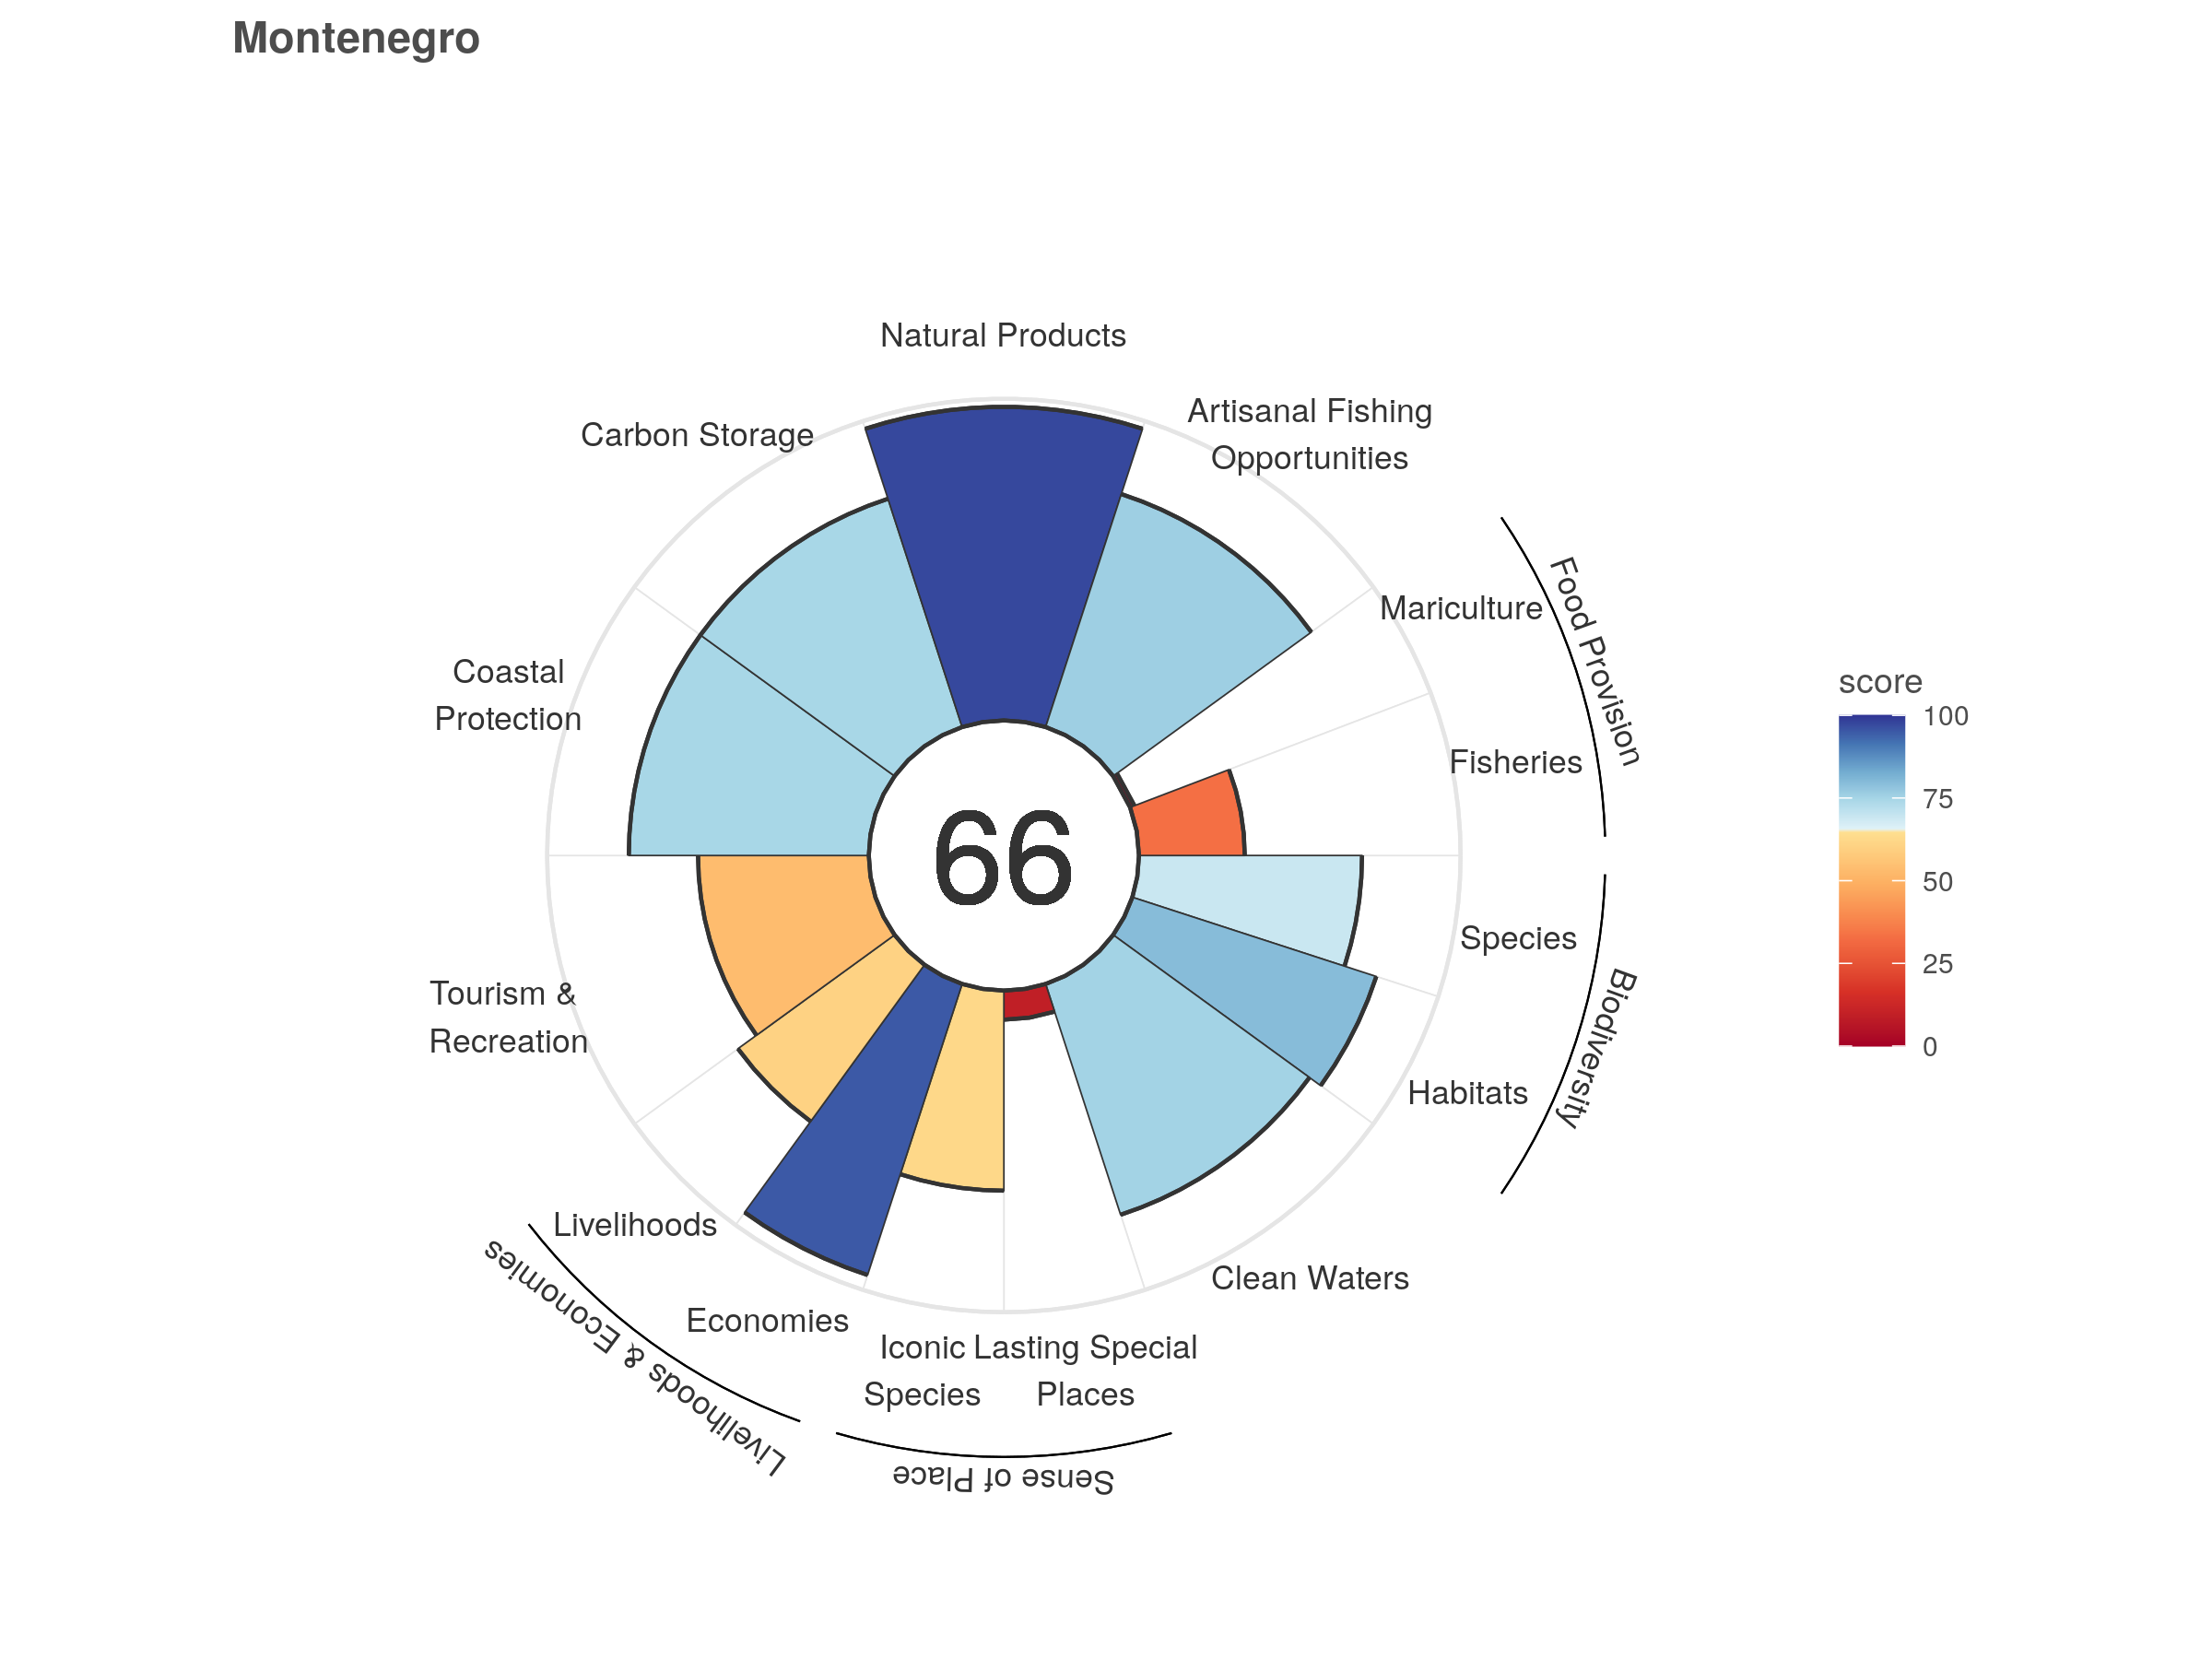 Montenegro
Natural Products
Artisanal Fishing
Opportunities
Carbon Storage
Mariculture
Food Provision
Fisheries
Coastal
Protection
score
100
75
50
25
0
66
Species
Biodiversity
Habitats
Tourism &
Recreation
Livelihoods
Livelihoods & Economies
Economies
Clean Waters
Iconic
Species
Lasting Special
Places
Sense of Place